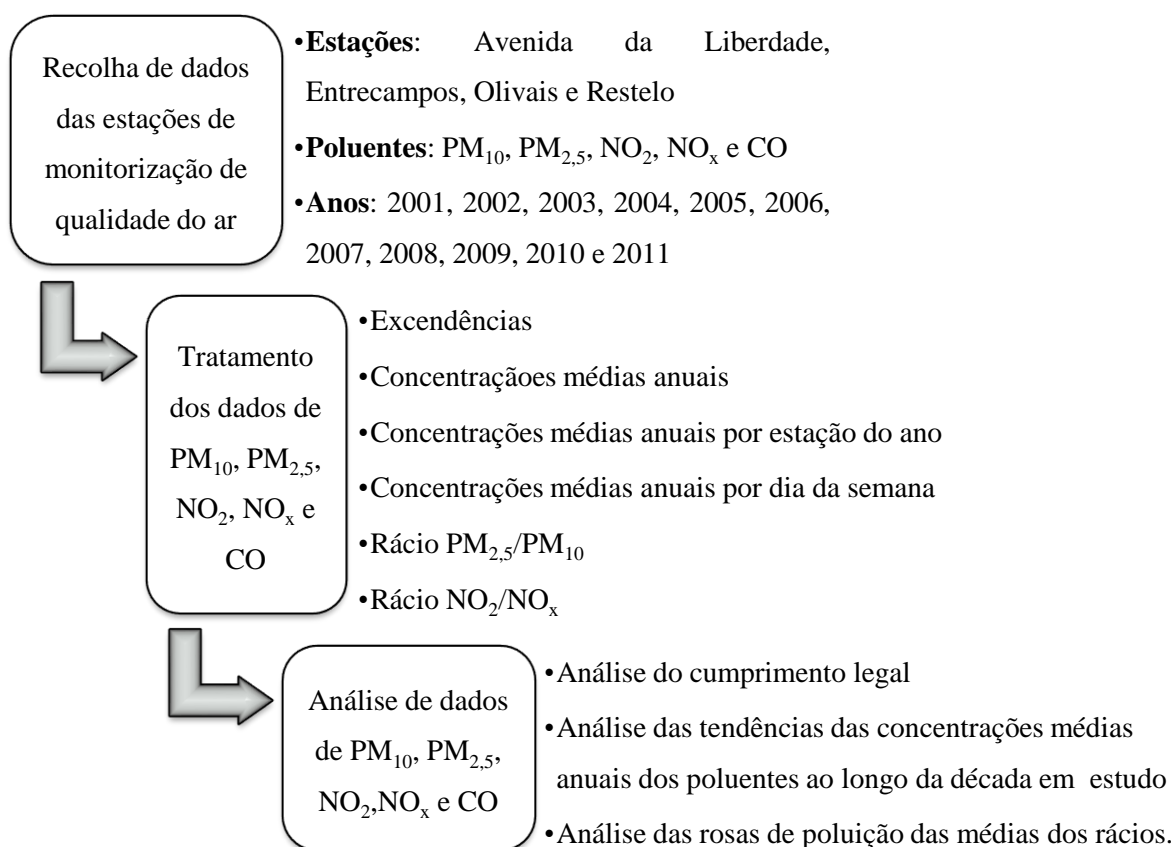 Recolha de dados
das estações de
monitorização de
qualidade do ar
•Estações: Avenida da Liberdade,
Entrecampos, Olivais e Restelo
•Poluentes: PM10, PM2,5, NO2, NOx e CO
•Anos: 2001, 2002, 2003, 2004, 2005, 2006,
2007, 2008, 2009, 2010 e 2011
Tratamento
dos dados de
PM10, PM2,5,
NO2, NOx e
CO
•Excendências
•Concentraçãoes médias anuais
•Concentrações médias anuais por estação do ano
•Concentrações médias anuais por dia da semana
•Rácio PM2,5/PM10
•Rácio NO2/NOx
Análise de dados
de PM10, PM2,5,
NO2,NOx e CO
•Análise do cumprimento legal
•Análise das tendências das concentrações médias
anuais dos poluentes ao longo da década em estudo
•Análise das rosas de poluição das médias dos rácios.